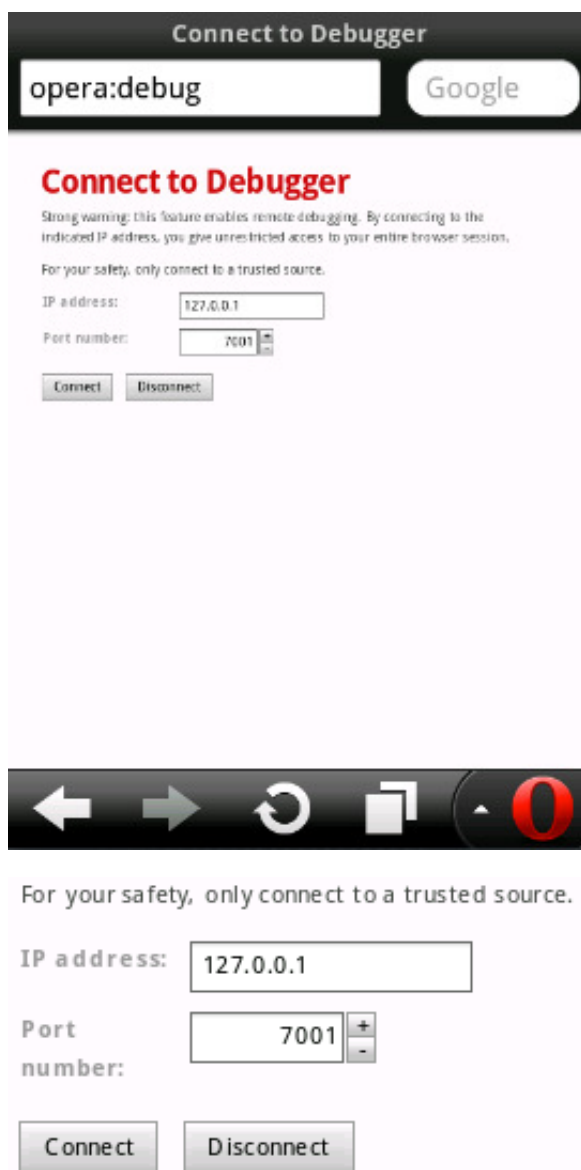 Connect to Debugger
opera:debug Google
Connect to Debugger
Strong warning: this feature enables remote debugging. By connecting to the
indicated IP address, you give unrestricted access to your entire browser session.
For your safety, only connect to a trusted source.
IP address: 127.0.0.1
Port number: 7001 + -
Connect Disconnect
For your safety, only connect to a trusted source.
IP address: 127.0.0.1
Port
number: 7001 + -
Connect Disconnect